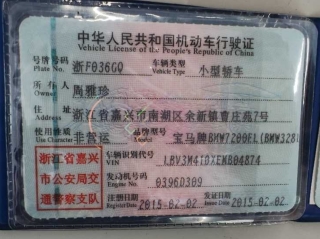 中华人民共和国机动车行驶证
Vehicle License of the People's Republic of China
号牌号码 浙F036GQ 车辆类型 小型轿车
Plate No. Vehicle Type
所有人 周雅珍
Owner
住址 浙江省嘉兴市南湖区余新镇曹庄苑7号
Address
使用性质 非营运 品牌型号 宝马牌BMW7200FL(BMW328)
Use Character
浙江省嘉兴市公安局交通警察支队
车辆识别代号
VIN
发动机号码 0396D309
Engine No.
注册日期 2015-02-02 发证日期 2015-02-02
Register Date Issue Date